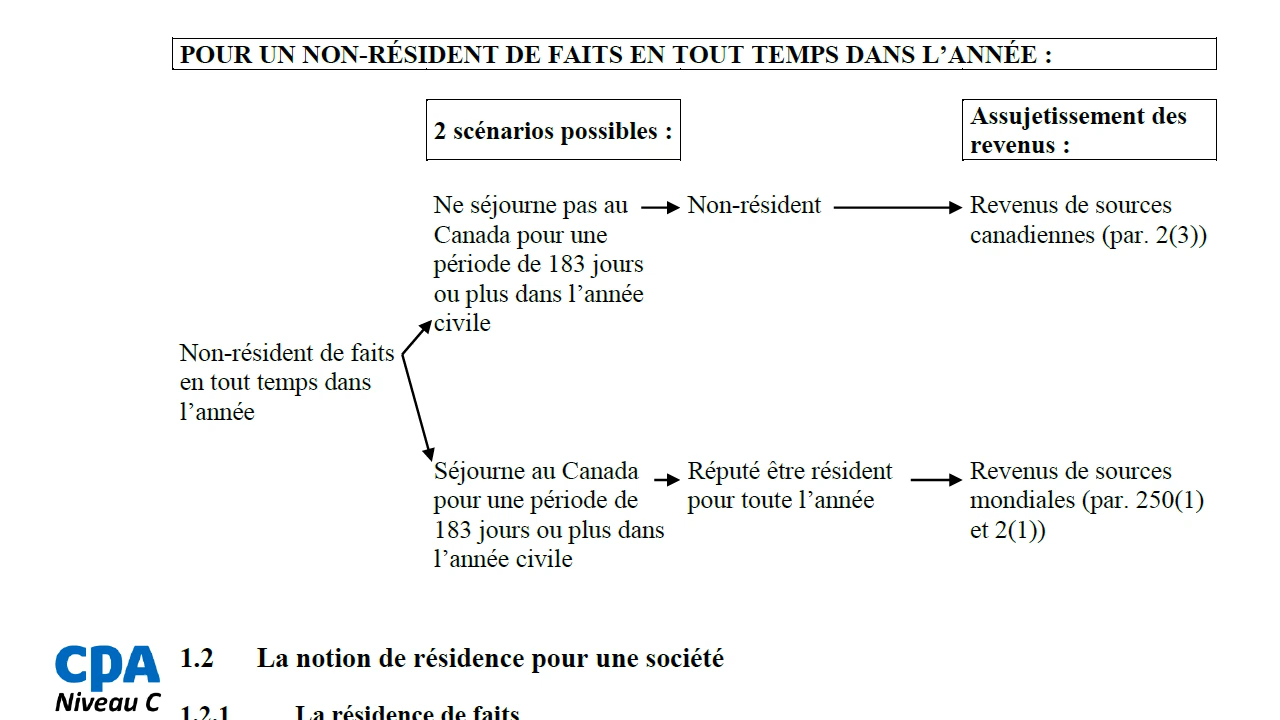 POUR UN NON-RÉSIDENT DE FAITS EN TOUT TEMPS DANS L’ANNÉE :
2 scénarios possibles :
Assujetissement des
revenus :
Ne séjourne pas au
Canada pour une
période de 183 jours
ou plus dans l’année
civile
Non-résident
Revenus de sources
canadiennes (par. 2(3))
Non-résident de faits
en tout temps dans
l’année
Séjourne au Canada
pour une période de
183 jours ou plus dans
l’année civile
Réputé être résident
pour toute l’année
Revenus de sources
mondiales (par. 250(1)
et 2(1))
1.2 La notion de résidence pour une société
1.2.1 La résidence de faits
cpA
Niveau C